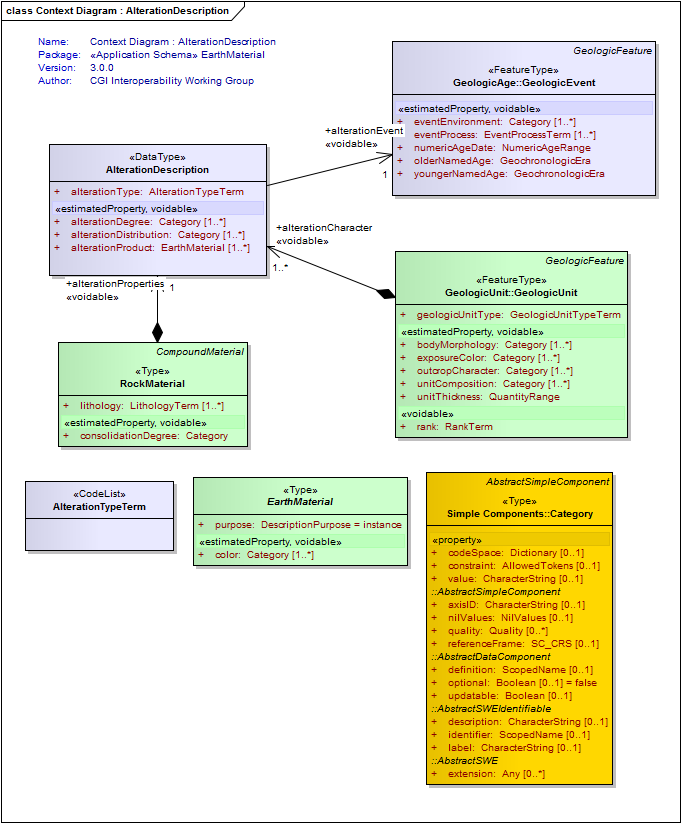 class Context Diagram : AlterationDescription
Name: Context Diagram : AlterationDescription
Package: «Application Schema» EarthMaterial
Version: 3.0.0
Author: CGI Interoperability Working Group
GeologicFeature
«FeatureType»
GeologicAge::GeologicEvent
«estimatedProperty, voidable»
+ eventEnvironment: Category [1..*]
+ eventProcess: EventProcessTerm [1..*]
+ numericAgeDate: NumericAgeRange
+ olderNamedAge: GeochronologicEra
+ youngerNamedAge: GeochronologicEra
+alterationEvent
«voidable»
1
«DataType»
AlterationDescription
+ alterationType: AlterationTypeTerm
«estimatedProperty, voidable»
+ alterationDegree: Category [1..*]
+ alterationDistribution: Category [1..*]
+ alterationProduct: EarthMaterial [1..*]
+alterationCharacter
«voidable»
1..*
+alterationProperties
«voidable»
1
GeologicFeature
«FeatureType»
GeologicUnit::GeologicUnit
+ geologicUnitType: GeologicUnitTypeTerm
«estimatedProperty, voidable»
+ bodyMorphology: Category [1..*]
+ exposureColor: Category [1..*]
+ outcropCharacter: Category [1..*]
+ unitComposition: Category [1..*]
+ unitThickness: QuantityRange
«voidable»
+ rank: RankTerm
CompoundMaterial
«Type»
RockMaterial
+ lithology: LithologyTerm [1..*]
«estimatedProperty, voidable»
+ consolidationDegree: Category
«CodeList»
AlterationTypeTerm
«Type»
EarthMaterial
+ purpose: DescriptionPurpose = instance
«estimatedProperty, voidable»
+ color: Category [1..*]
AbstractSimpleComponent
«Type»
Simple Components::Category
«property»
+ codeSpace: Dictionary [0..1]
+ constraint: AllowedTokens [0..1]
+ value: CharacterString [0..1]
::AbstractSimpleComponent
+ axisID: CharacterString [0..1]
+ nilValues: NilValues [0..1]
+ quality: Quality [0..*]
+ referenceFrame: SC_CRS [0..1]
::AbstractDataComponent
+ definition: ScopedName [0..1]
+ optional: Boolean [0..1] = false
+ updatable: Boolean [0..1]
::AbstractSWEIdentifiable
+ description: CharacterString [0..1]
+ identifier: ScopedName [0..1]
+ label: CharacterString [0..1]
::AbstractSWE
+ extension: Any [0..*]